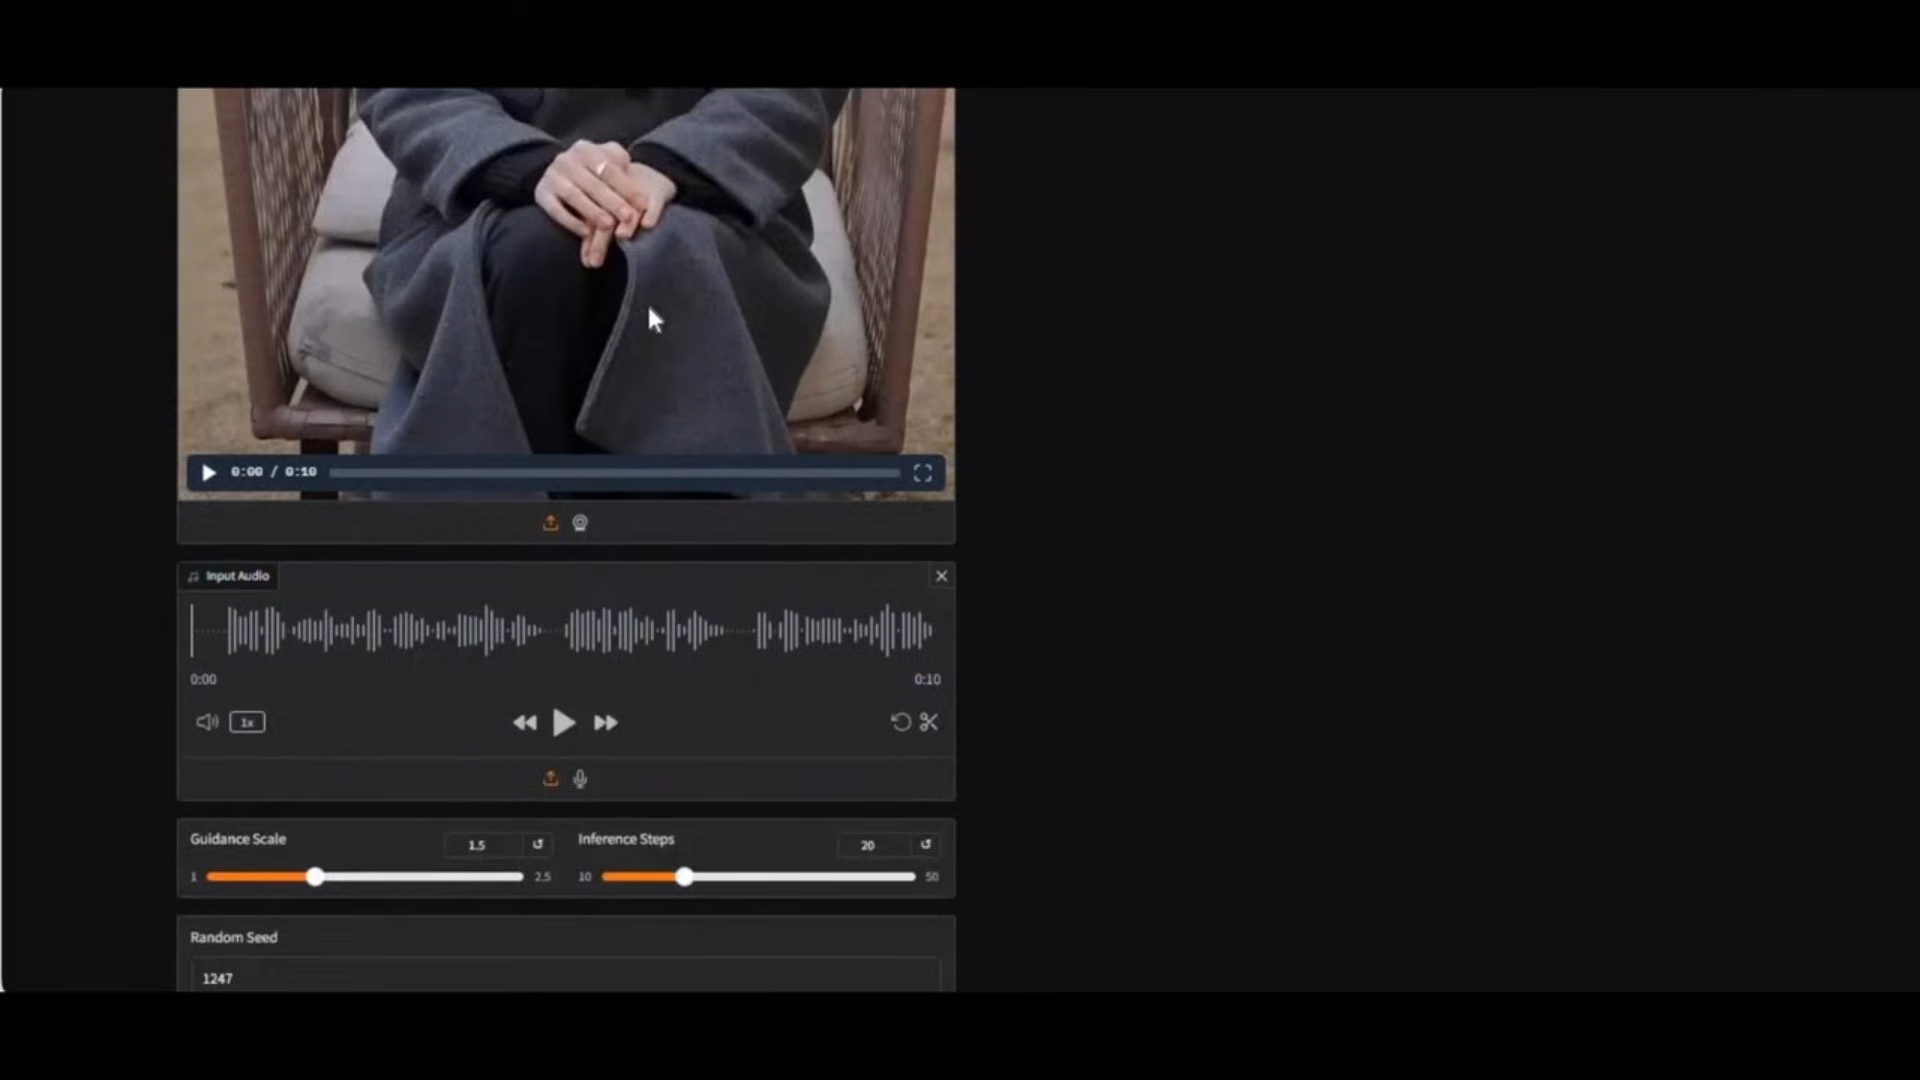 0:00 / 0:10
Input Audio
0:00
0:10
1x
Guidance Scale
1.5
1
2.5
Inference Steps
20
10
50
Random Seed
1247